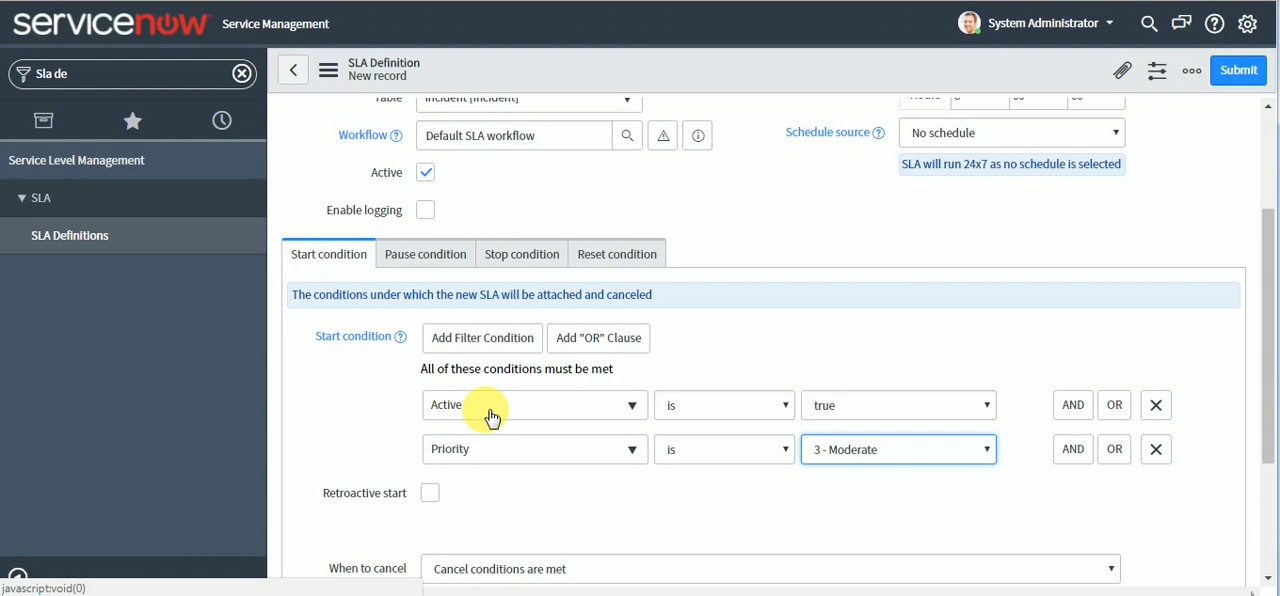 servicenow Service Management
System Administrator
Sla de
SLA Definition
New record
Submit
Table Incident [Incident]
Workflow Default SLA workflow
Schedule source No schedule
SLA will run 24x7 as no schedule is selected
Active
Enable logging
Service Level Management
SLA
SLA Definitions
Start condition Pause condition Stop condition Reset condition
The conditions under which the new SLA will be attached and canceled
Start condition Add Filter Condition Add "OR" Clause
All of these conditions must be met
Active is true AND OR
Priority is 3 - Moderate AND OR
Retroactive start
When to cancel Cancel conditions are met
javascript:void(0)